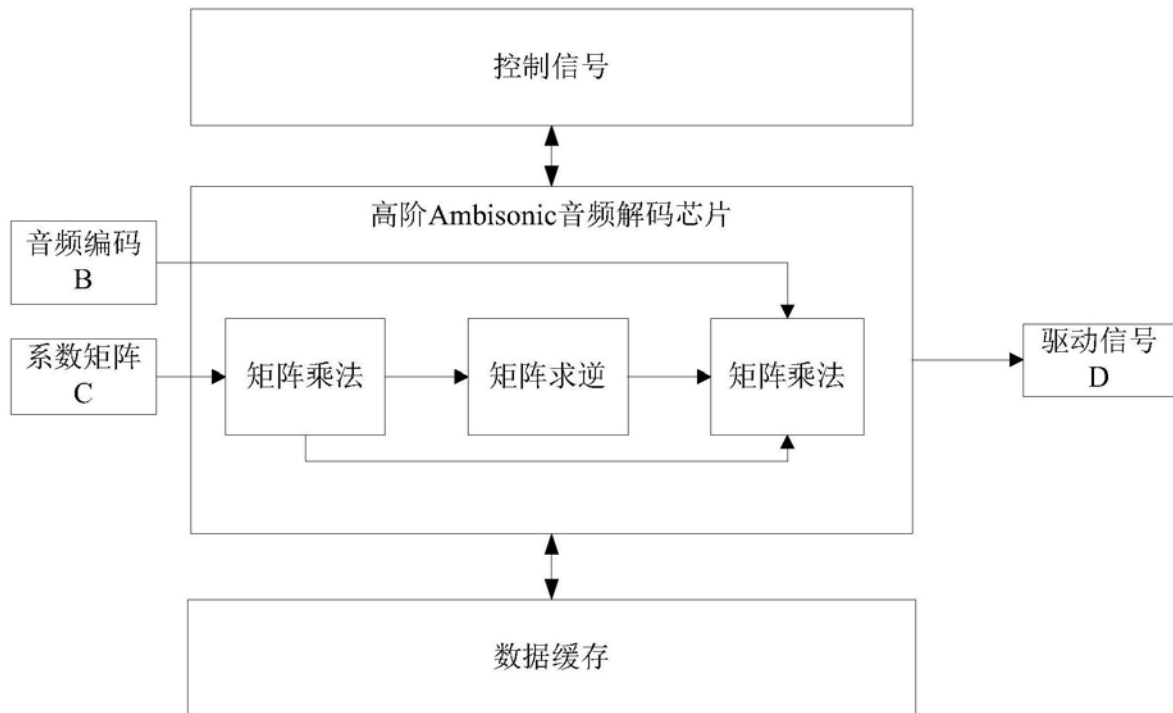 控制信号
高阶Ambisonic音频解码芯片
音频编码
B
系数矩阵
C
矩阵乘法
矩阵求逆
矩阵乘法
驱动信号
D
数据缓存